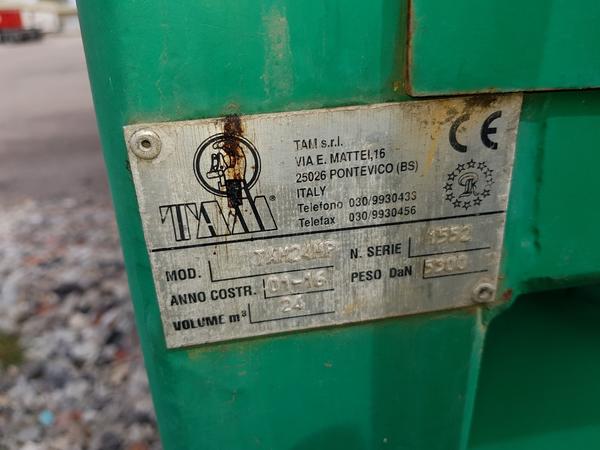 TAM
TAM s.r.l.
VIA E. MATTEI,16
25026 PONTEVICO (BS)
ITALY
Telefono 030/9930433
Telefax 030/9930456
CE
MOD.
N. SERIE 1552
ANNO COSTR. 01-16
PESO DaN 5300
VOLUME m³ 24